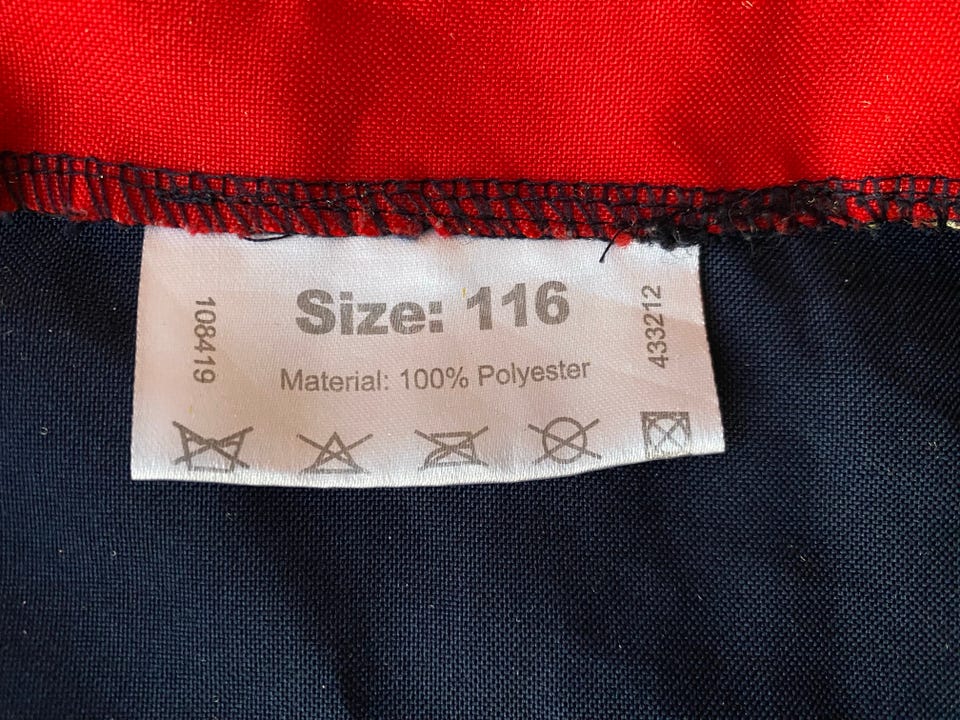 108419
Size: 116
Material: 100% Polyester
433212